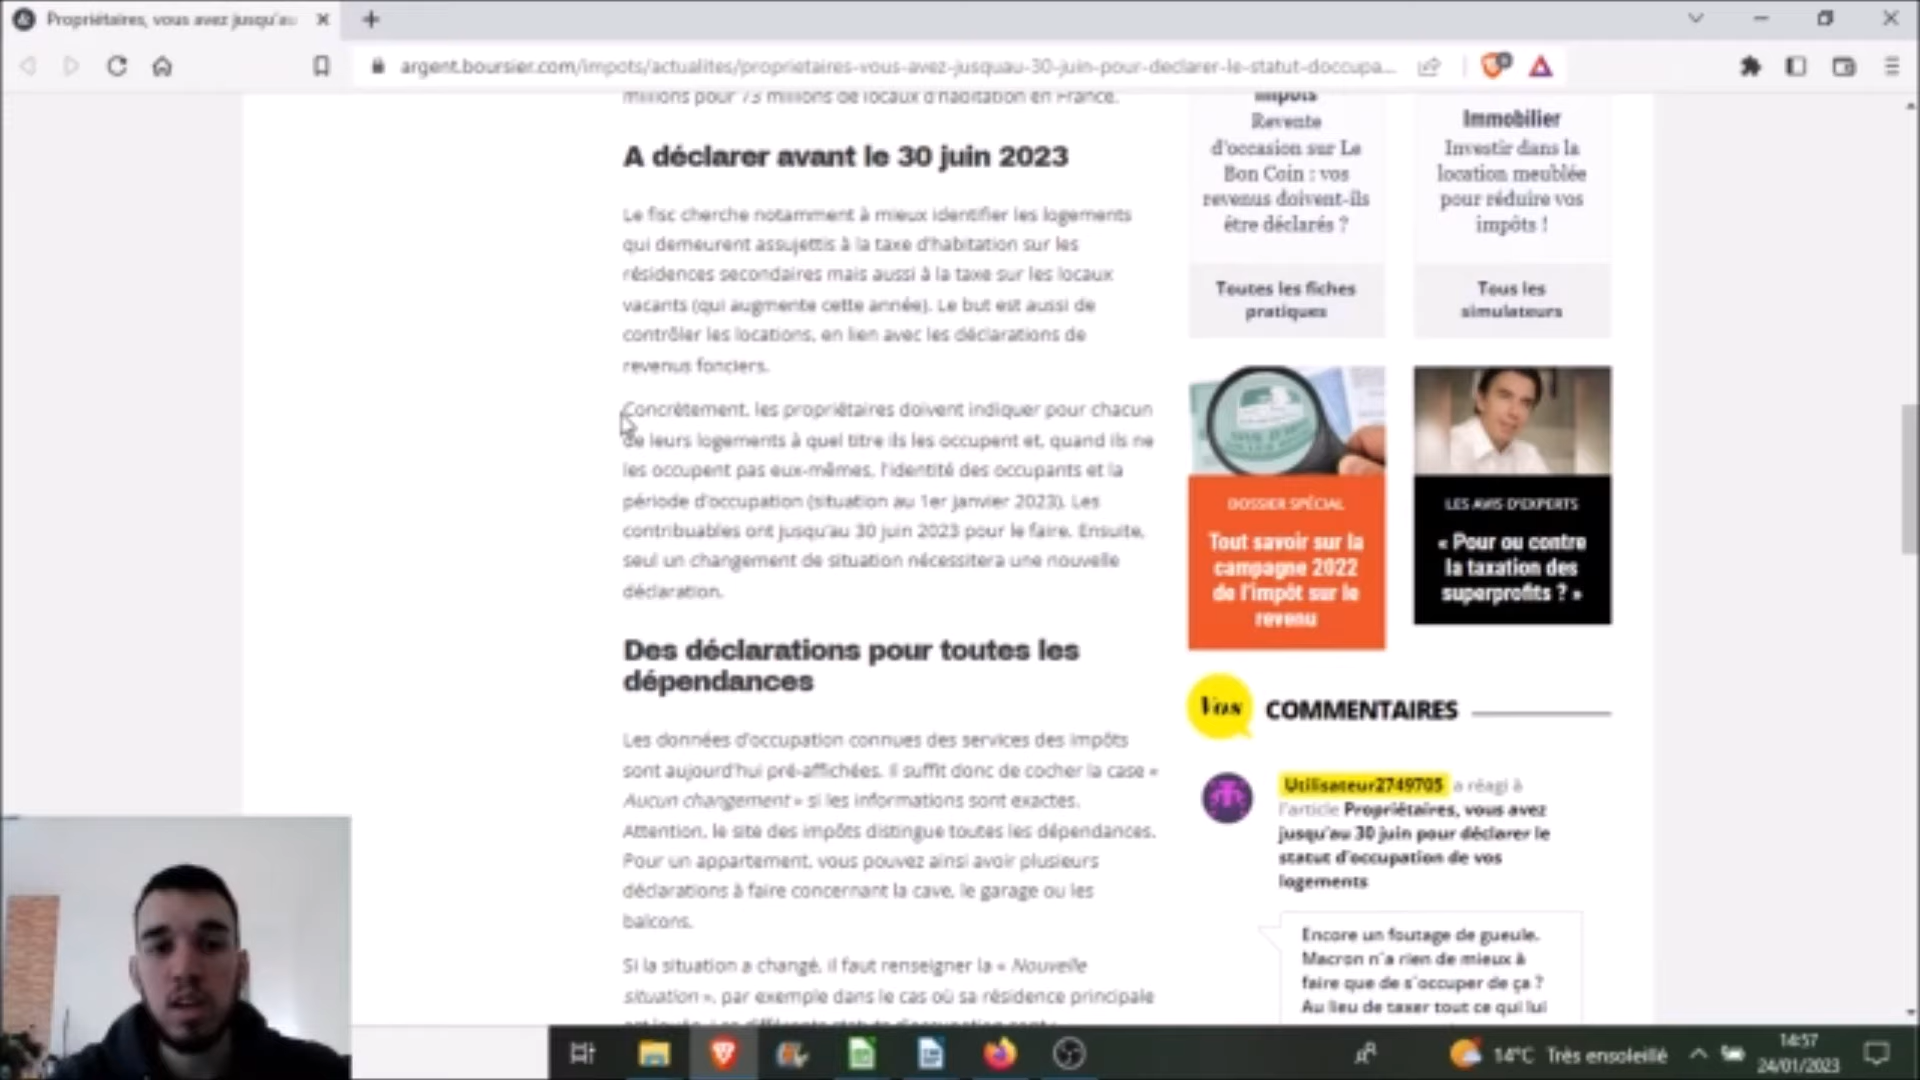 Propriétaires, vous avez jusqu'au
argent.boursier.com/impots/actualites/proprietaires-vous-avez-jusquau-30-juin-pour-declarer-le-statut-doccupa...
millions pour 73 millions de locaux d'habitation en France.
A déclarer avant le 30 juin 2023
Le fisc cherche notamment à mieux identifier les logements
qui demeurent assujettis à la taxe d'habitation sur les
résidences secondaires mais aussi à la taxe sur les locaux
vacants (qui augmente cette année). Le but est aussi de
contrôler les locations, en lien avec les déclarations de
revenus fonciers.
Concrètement, les propriétaires doivent indiquer pour chacun
de leurs logements à quel titre ils les occupent et, quand ils ne
les occupent pas eux-mêmes, l'identité des occupants et la
période d'occupation (situation au 1er janvier 2023). Les
contribuables ont jusqu'au 30 juin 2023 pour le faire. Ensuite,
seul un changement de situation nécessitera une nouvelle
déclaration.
Des déclarations pour toutes les
dépendances
Les données d'occupation connues des services des impôts
sont aujourd'hui pré-affichées. Il suffit donc de cocher la case «
Aucun changement » si les informations sont exactes.
Attention, le site des impôts distingue toutes les dépendances.
Pour un appartement, vous pouvez ainsi avoir plusieurs
déclarations à faire concernant la cave, le garage ou les
balcons.
Si la situation a changé, il faut renseigner la « Nouvelle
situation », par exemple dans le cas où sa résidence principale
Impôts
Revente
d'occasion sur Le
Bon Coin : vos
revenus doivent-ils
être déclarés ?
Toutes les fiches
pratiques
Immobilier
Investir dans la
location meublée
pour réduire vos
impôts !
Tous les
simulateurs
DOSSIER SPÉCIAL
Tout savoir sur la
campagne 2022
de l'impôt sur le
revenu
LES AVIS D'EXPERTS
« Pour ou contre
la taxation des
superprofits ? »
Vos COMMENTAIRES
Utilisateur2749705 a réagi à
l'article Propriétaires, vous avez
jusqu'au 30 juin pour déclarer le
statut d'occupation de vos
logements
Encore un foutage de gueule.
Macron n'a rien de mieux à
faire que de s'occuper de ça ?
Au lieu de taxer tout ce qui lui
14°C Très ensoleillé
14:57
24/01/2023